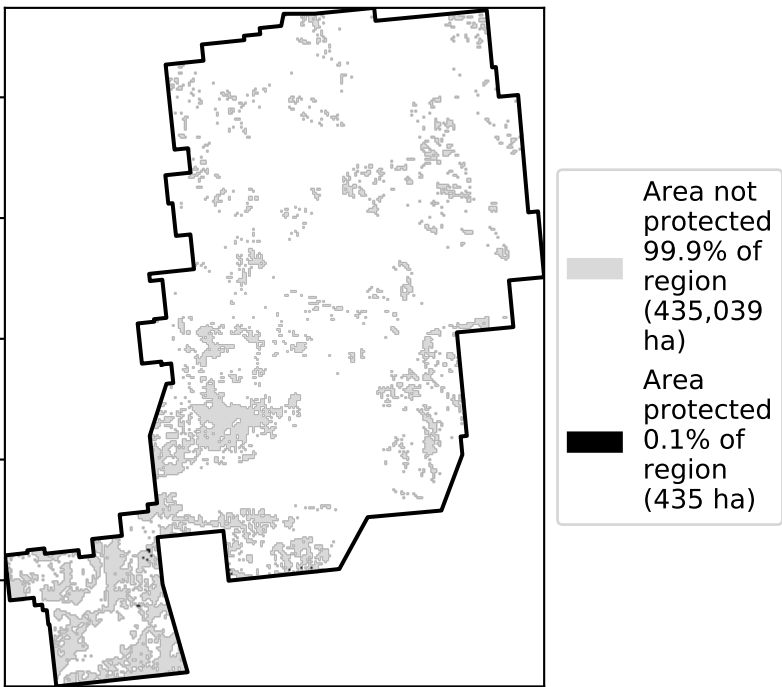 Area not
protected
99.9% of
region
(435,039
ha)
Area
protected
0.1% of
region
(435 ha)